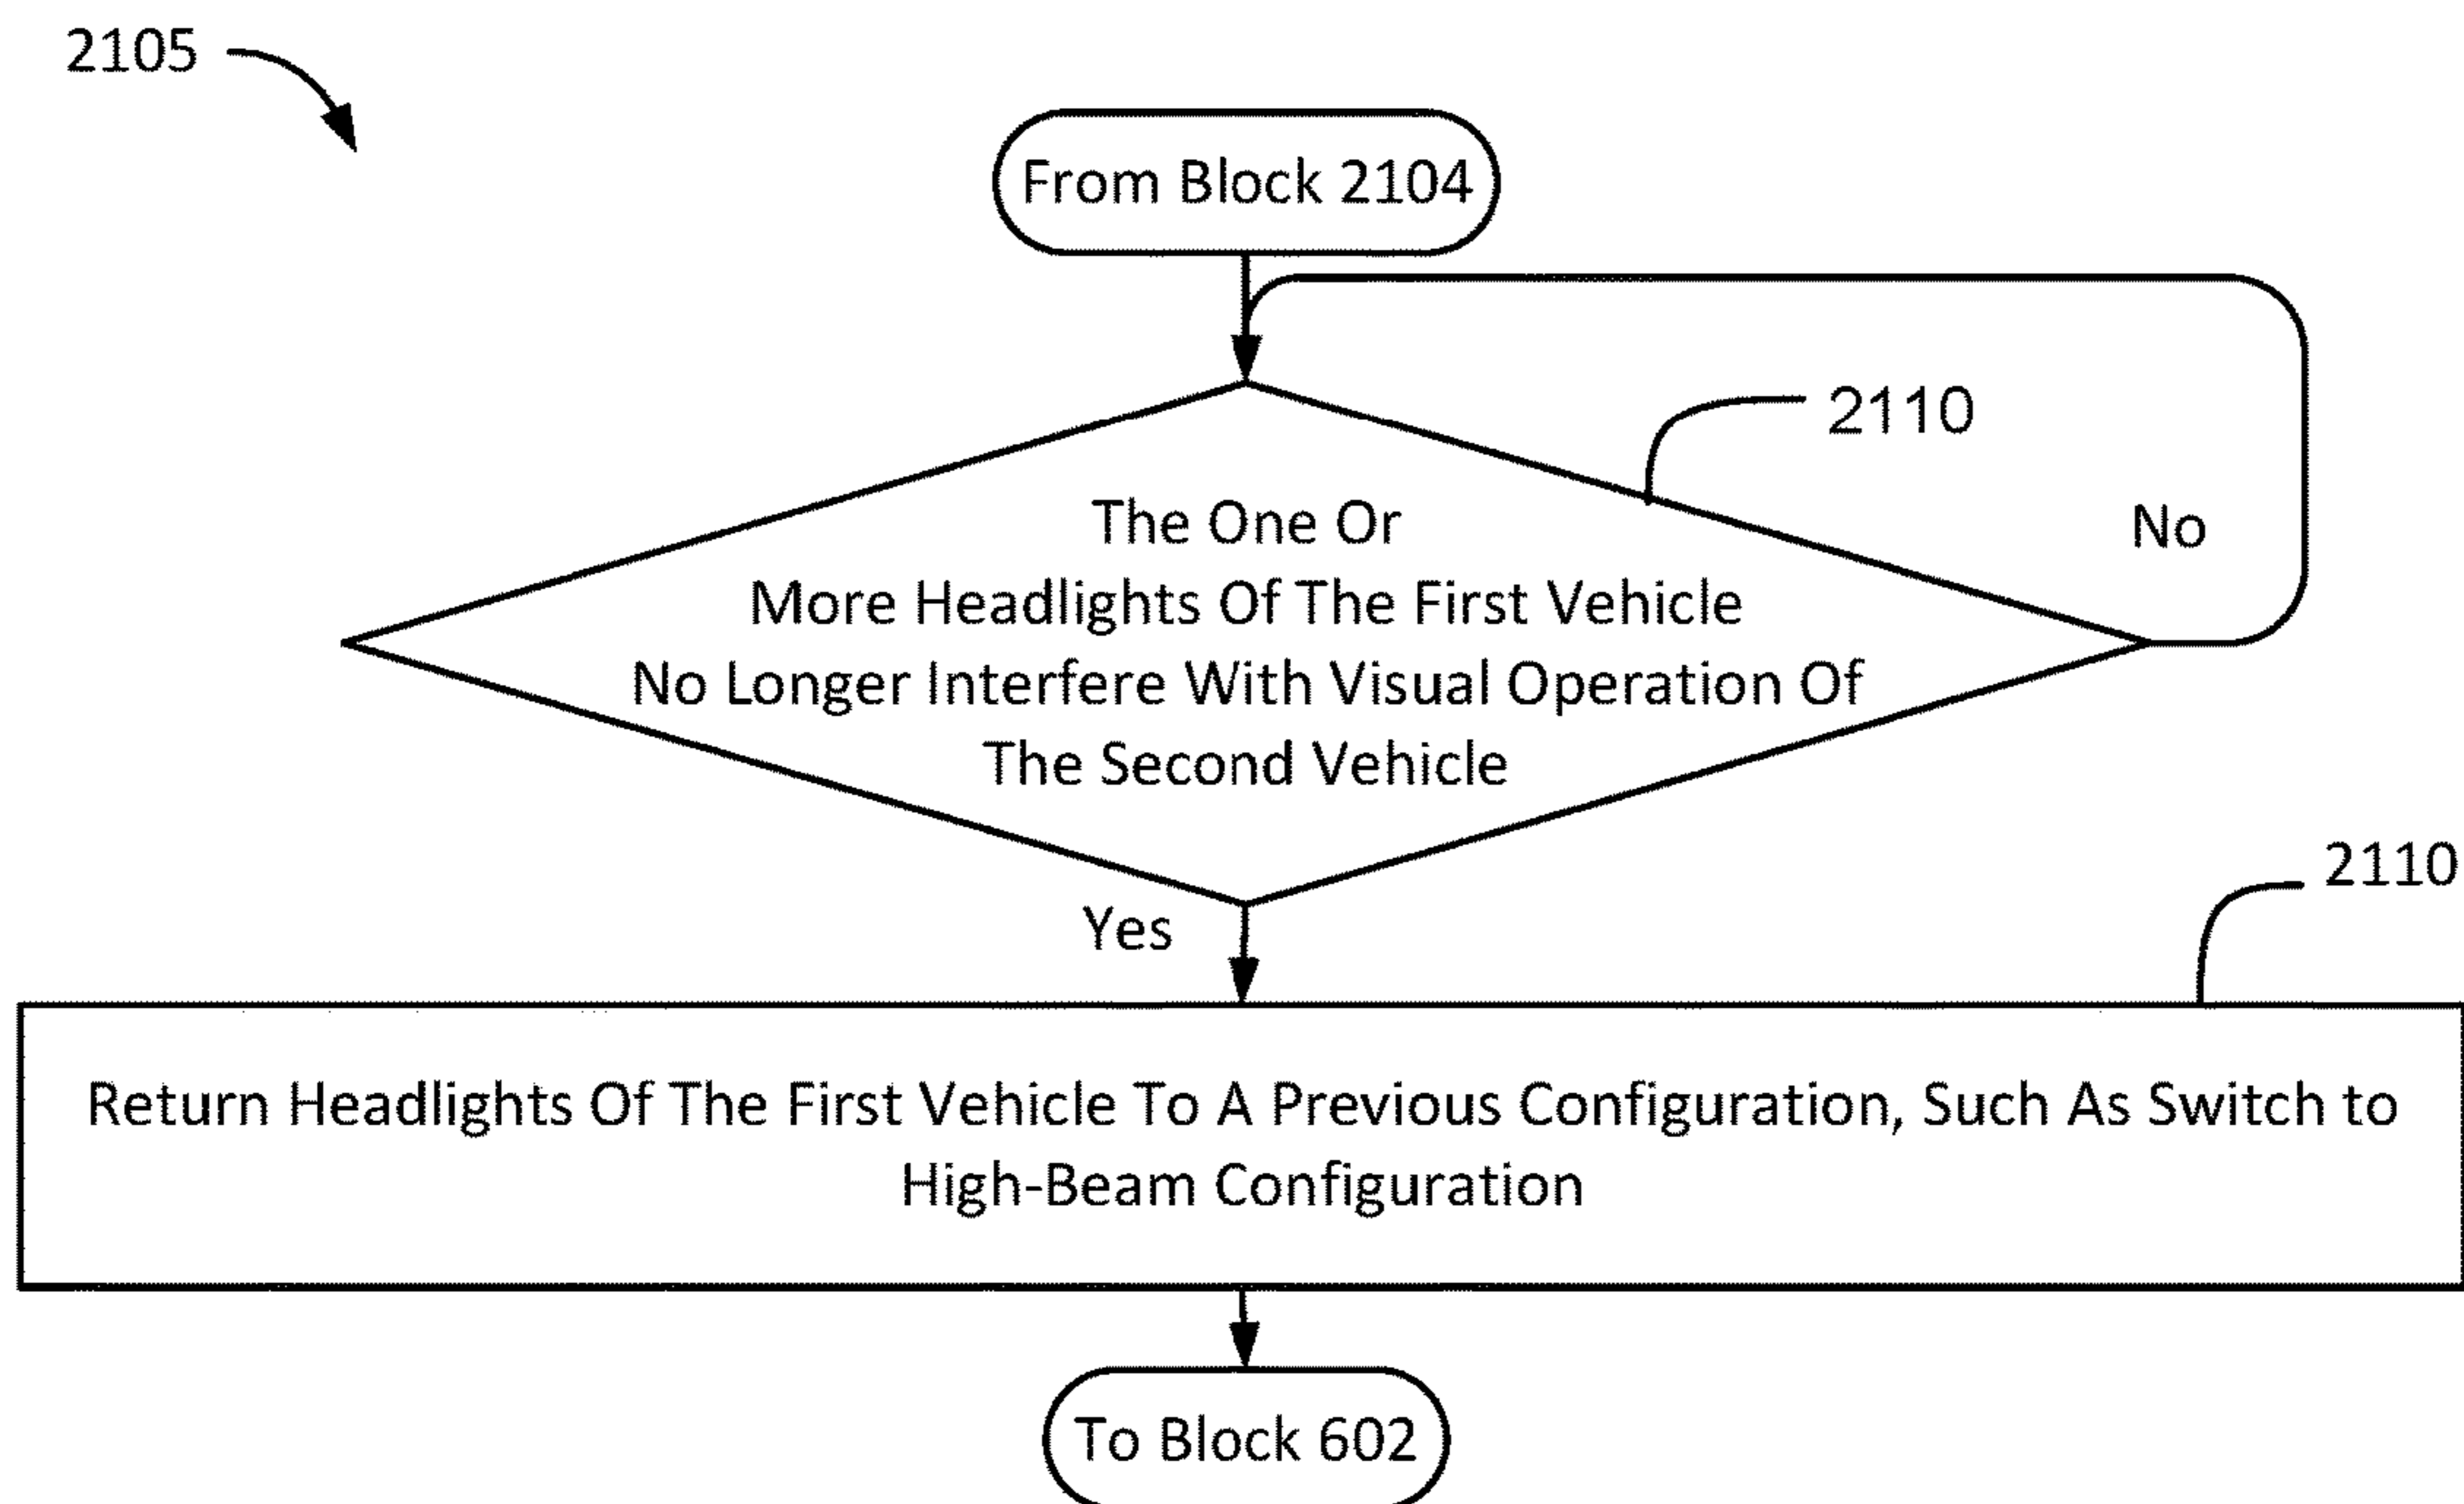 2105
From Block 2104
2110
No
The One Or
More Headlights Of The First Vehicle
No Longer Interfere With Visual Operation Of
The Second Vehicle
Yes
2110
Return Headlights Of The First Vehicle To A Previous Configuration, Such As Switch to
High-Beam Configuration
To Block 602